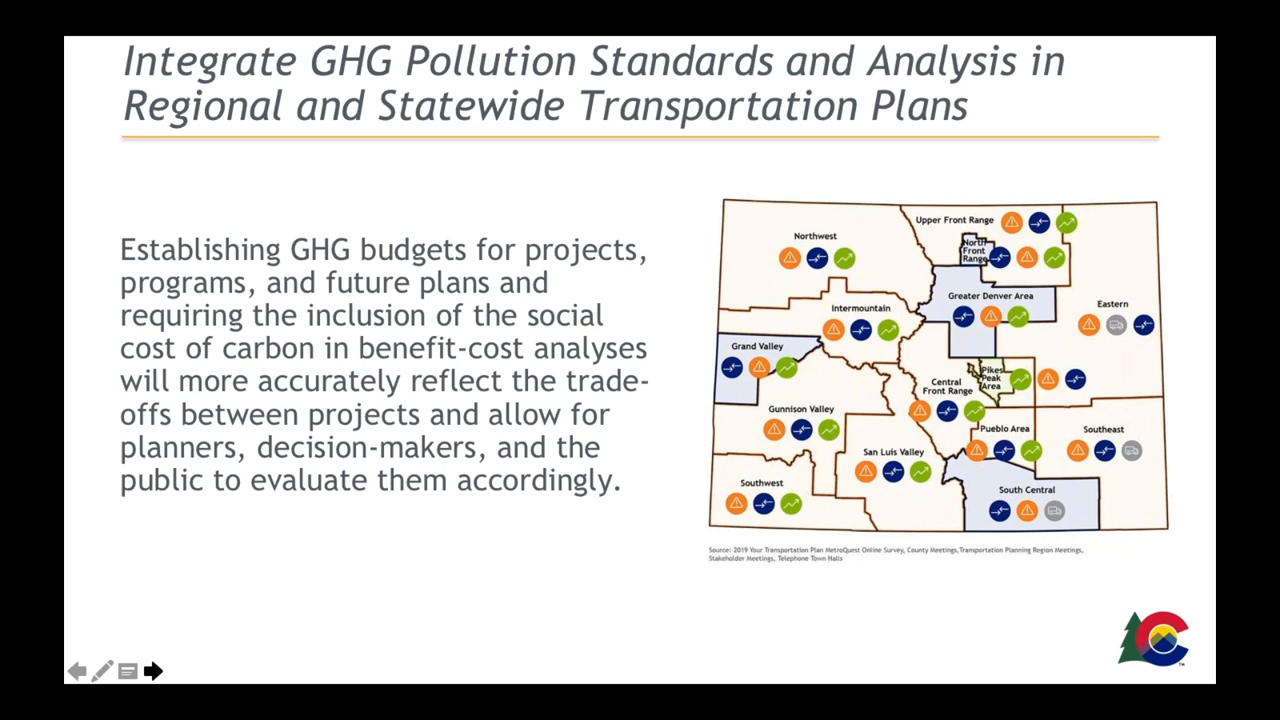 Integrate GHG Pollution Standards and Analysis in
Regional and Statewide Transportation Plans
Establishing GHG budgets for projects,
programs, and future plans and
requiring the inclusion of the social
cost of carbon in benefit-cost analyses
will more accurately reflect the trade-
offs between projects and allow for
planners, decision-makers, and the
public to evaluate them accordingly.
Upper Front Range
Northwest
North
Front
Range
Greater Denver Area
Eastern
Intermountain
Grand Valley
Pikes
Peak
Area
Central
Front Range
Gunnison Valley
Pueblo Area
Southeast
San Luis Valley
Southwest
South Central
Source: 2019 Your Transportation Plan MetroQuest Online Survey, County Meetings, Transportation Planning Region Meetings,
Stakeholder Meetings, Telephone Town Halls
TM